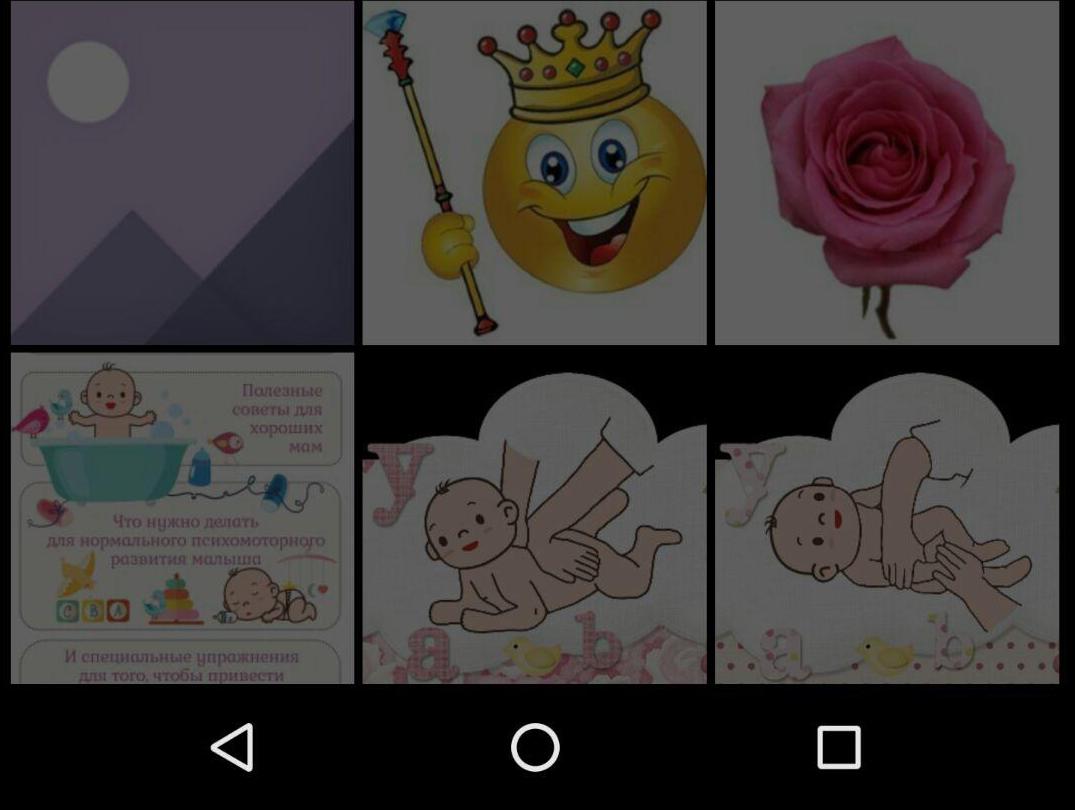 Полезные
советы для
хороших
мам
Что нужно делать
для нормального психомоторного
развития малыша
С В А
И специальные упражнения
для того, чтобы привести
У
У
а ь
а ь